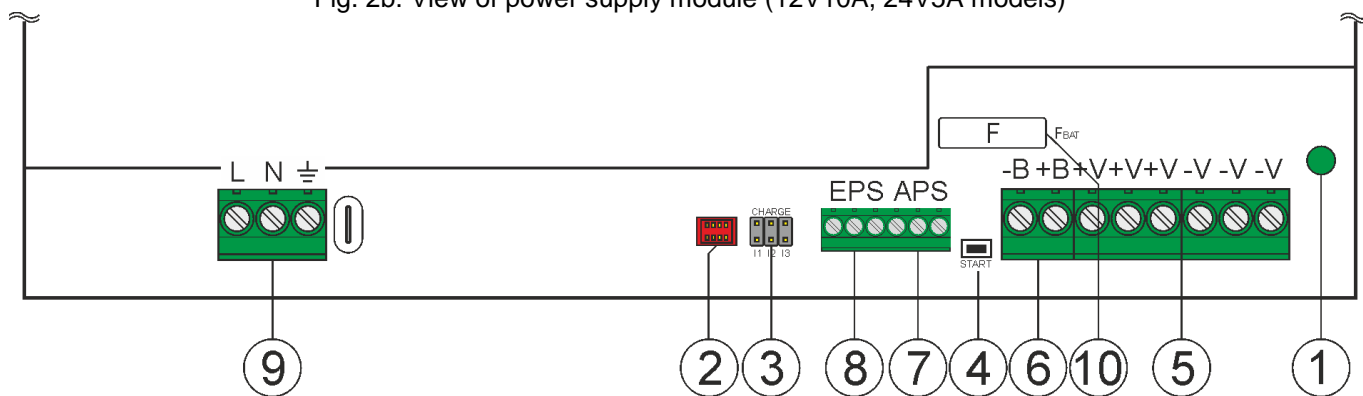 Fig. 2b. View of power supply module (12V10A, 24V5A models)
F FBAT
L N
-B +B +V +V +V -V -V -V
EPS APS
CHARGE
I1 I2 I3
START
9 2 3 8 7 4 6 10 5 1